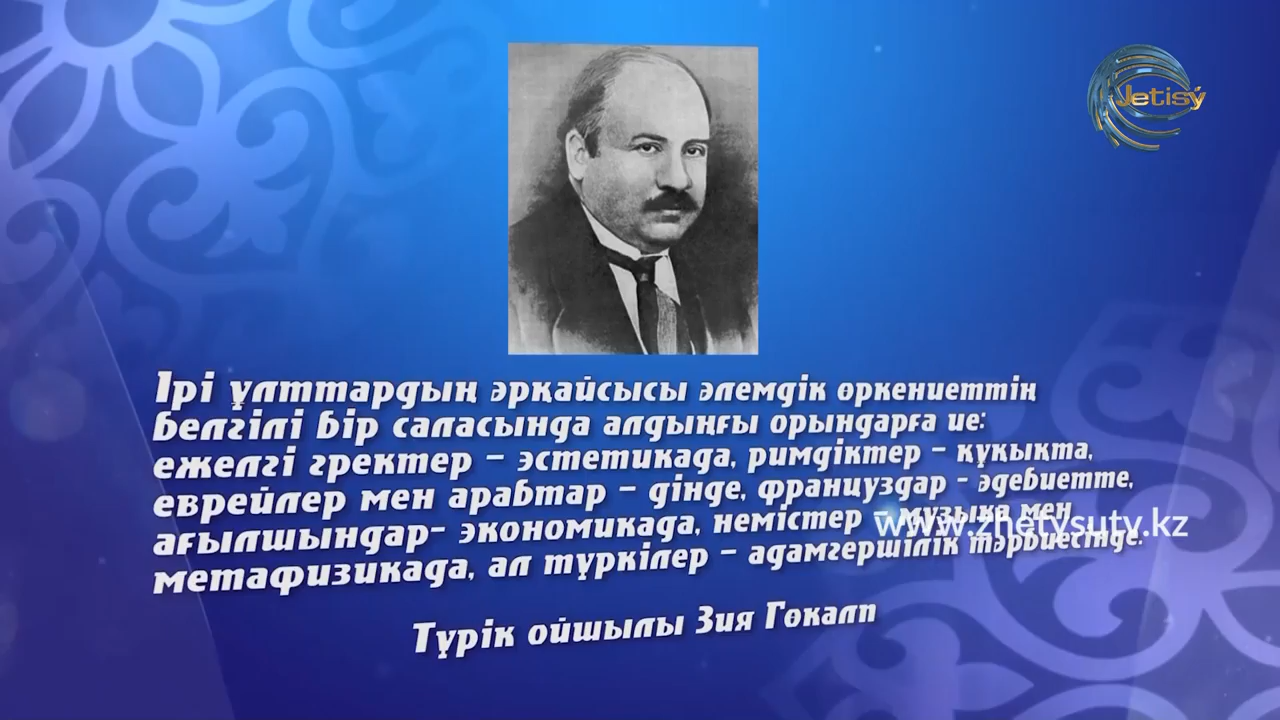 Jetisý
Ірі ұлттардың әрқайсысы әлемдік өркениеттің
белгілі бір саласында алдыңғы орындарға ие:
ежелгі гректер – эстетикада, римдіктер – құқықта,
еврейлер мен арабтар – дінде, француздар - әдебиетте,
ағылшындар- экономикада, немістер – музыка мен
www.zhetysutv.kz
метафизикада, ал түркілер – адамгершілік тәрбиесінде.
Түрік ойшылы Зия Гөкалп